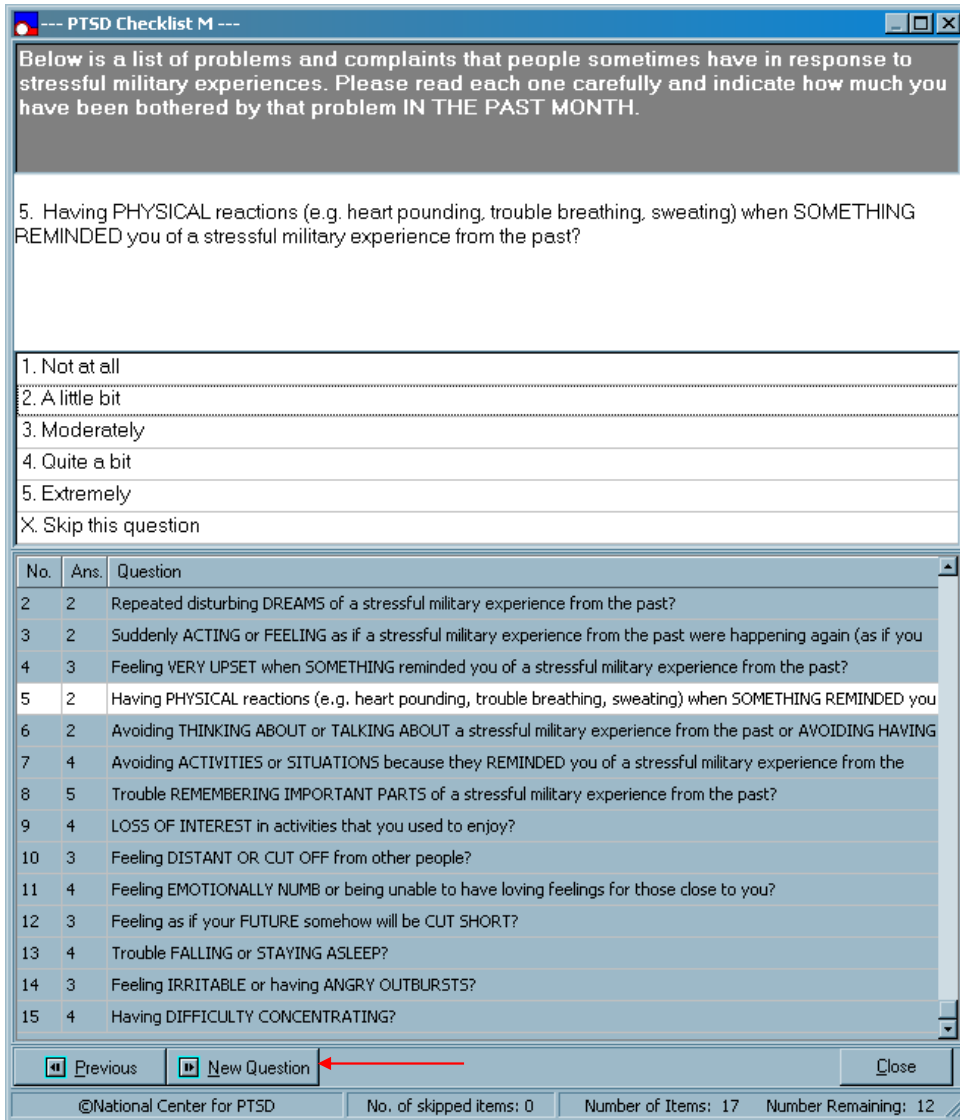 --- PTSD Checklist M ---
Below is a list of problems and complaints that people sometimes have in response to
stressful military experiences. Please read each one carefully and indicate how much you
have been bothered by that problem IN THE PAST MONTH.
5. Having PHYSICAL reactions (e.g. heart pounding, trouble breathing, sweating) when SOMETHING
REMINDED you of a stressful military experience from the past?
1. Not at all
2. A little bit
3. Moderately
4. Quite a bit
5. Extremely
X. Skip this question
No. Ans. Question
2 2 Repeated disturbing DREAMS of a stressful military experience from the past?
3 2 Suddenly ACTING or FEELING as if a stressful military experience from the past were happening again (as if you
4 3 Feeling VERY UPSET when SOMETHING reminded you of a stressful military experience from the past?
5 2 Having PHYSICAL reactions (e.g. heart pounding, trouble breathing, sweating) when SOMETHING REMINDED you
6 2 Avoiding THINKING ABOUT or TALKING ABOUT a stressful military experience from the past or AVOIDING HAVING
7 4 Avoiding ACTIVITIES or SITUATIONS because they REMINDED you of a stressful military experience from the
8 5 Trouble REMEMBERING IMPORTANT PARTS of a stressful military experience from the past?
9 4 LOSS OF INTEREST in activities that you used to enjoy?
10 3 Feeling DISTANT OR CUT OFF from other people?
11 4 Feeling EMOTIONALLY NUMB or being unable to have loving feelings for those close to you?
12 3 Feeling as if your FUTURE somehow will be CUT SHORT?
13 4 Trouble FALLING or STAYING ASLEEP?
14 3 Feeling IRRITABLE or having ANGRY OUTBURSTS?
15 4 Having DIFFICULTY CONCENTRATING?
Previous New Question Close
©National Center for PTSD No. of skipped items: 0 Number of Items: 17 Number Remaining: 12